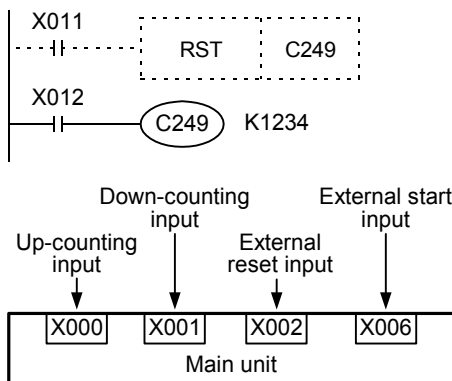 X011
RST C249
X012
C249 K1234
Up-counting
input
Down-counting
input
External
reset input
External start
input
X000 X001 X002 X006
Main unit